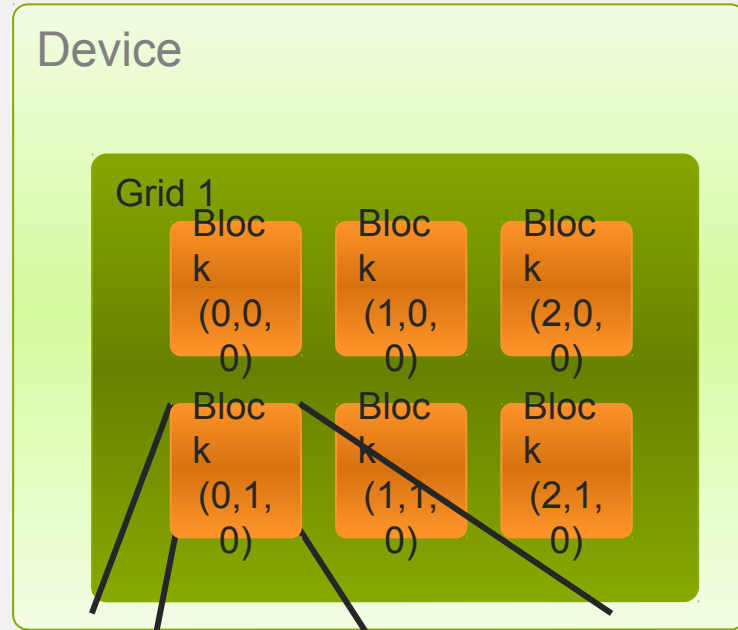 Device
Grid 1
Bloc
k
(0,0,
0)
Bloc
k
(1,0,
0)
Bloc
k
(2,0,
0)
Bloc
k
(0,1,
0)
Bloc
k
(1,1,
0)
Bloc
k
(2,1,
0)